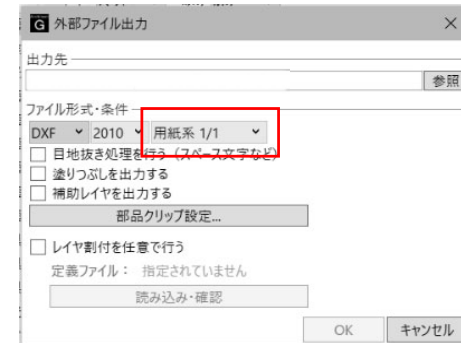 G 外部ファイル出力 ×
出力先
参照
ファイル形式・条件
DXF 2010 用紙系 1/1
目地抜き処理を行う（スペース文字など）
塗りつぶしを出力する
補助レイヤを出力する
部品クリップ設定...
レイヤ割付を任意で行う
定義ファイル： 指定されていません
読み込み・確認
OK キャンセル